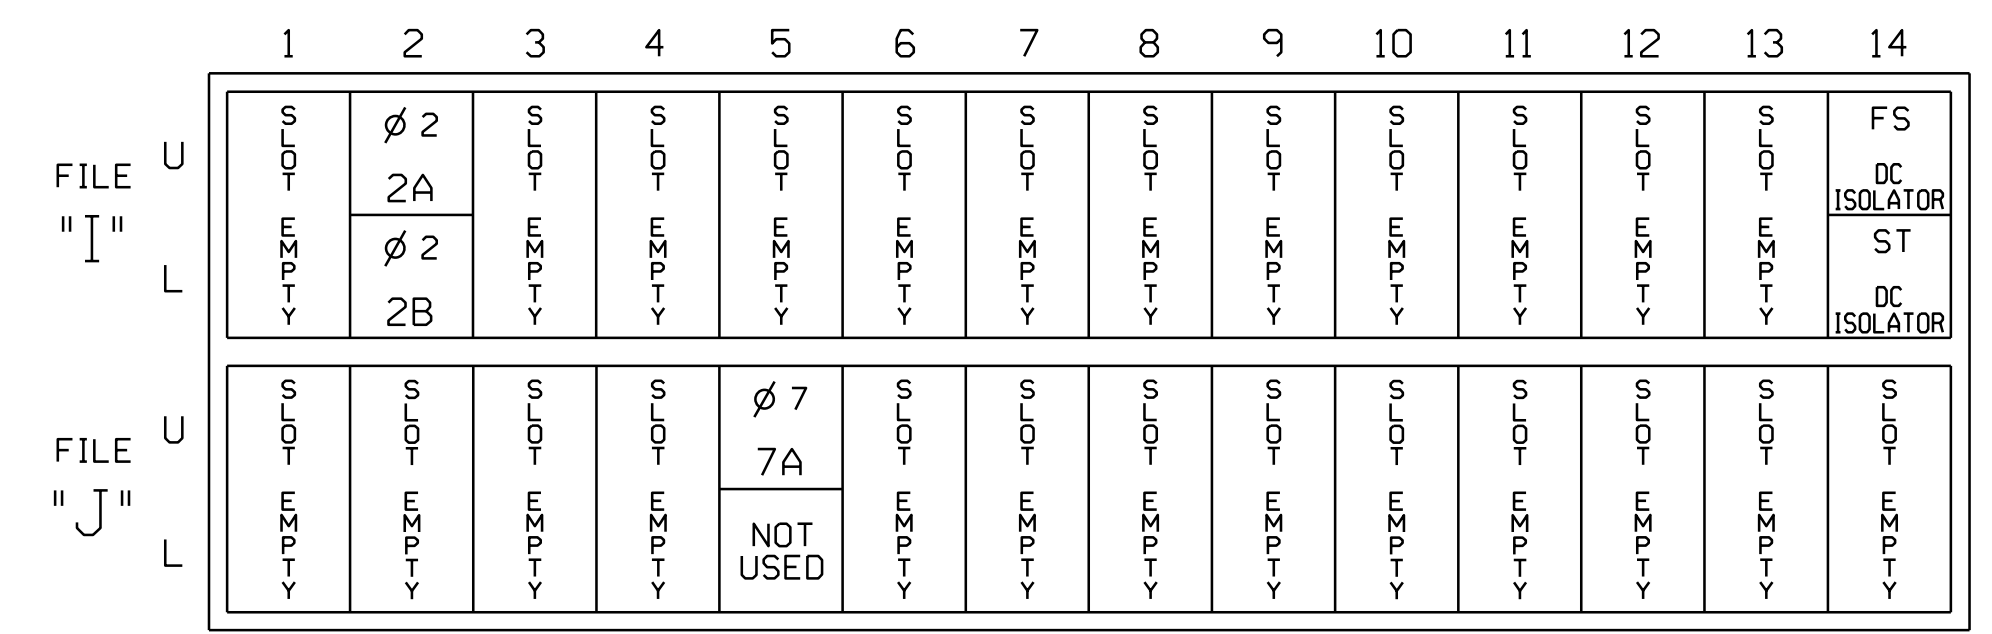 1 2 3 4 5 6 7 8 9 10 11 12 13 14
FILE "I"
U
L
SLOT EMPTY
Ø 2
2A
Ø 2
2B
SLOT EMPTY
SLOT EMPTY
SLOT EMPTY
SLOT EMPTY
SLOT EMPTY
SLOT EMPTY
SLOT EMPTY
SLOT EMPTY
SLOT EMPTY
SLOT EMPTY
SLOT EMPTY
FS
DC
ISOLATOR
ST
DC
ISOLATOR
FILE "J"
U
L
SLOT EMPTY
SLOT EMPTY
SLOT EMPTY
SLOT EMPTY
Ø 7
7A
NOT
USED
SLOT EMPTY
SLOT EMPTY
SLOT EMPTY
SLOT EMPTY
SLOT EMPTY
SLOT EMPTY
SLOT EMPTY
SLOT EMPTY
SLOT EMPTY